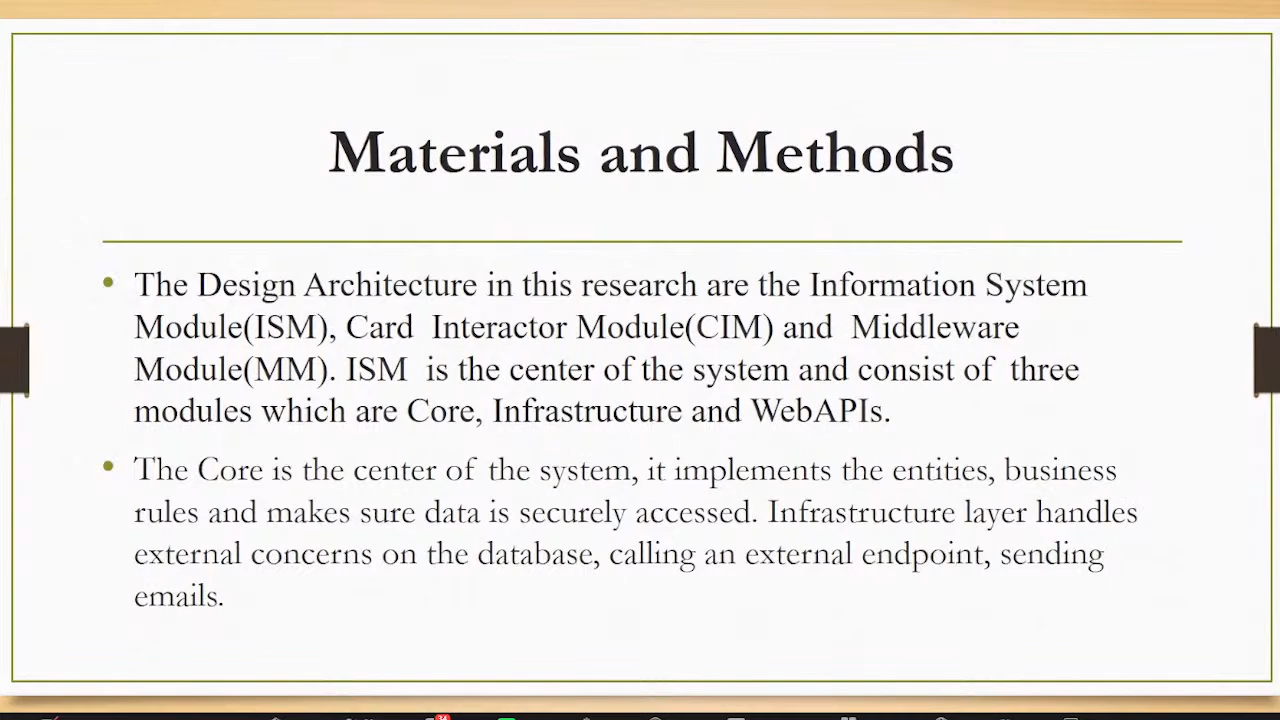 Materials and Methods
• The Design Architecture in this research are the Information System
Module(ISM), Card Interactor Module(CIM) and Middleware
Module(MM). ISM is the center of the system and consist of three
modules which are Core, Infrastructure and WebAPIs.
• The Core is the center of the system, it implements the entities, business
rules and makes sure data is securely accessed. Infrastructure layer handles
external concerns on the database, calling an external endpoint, sending
emails.